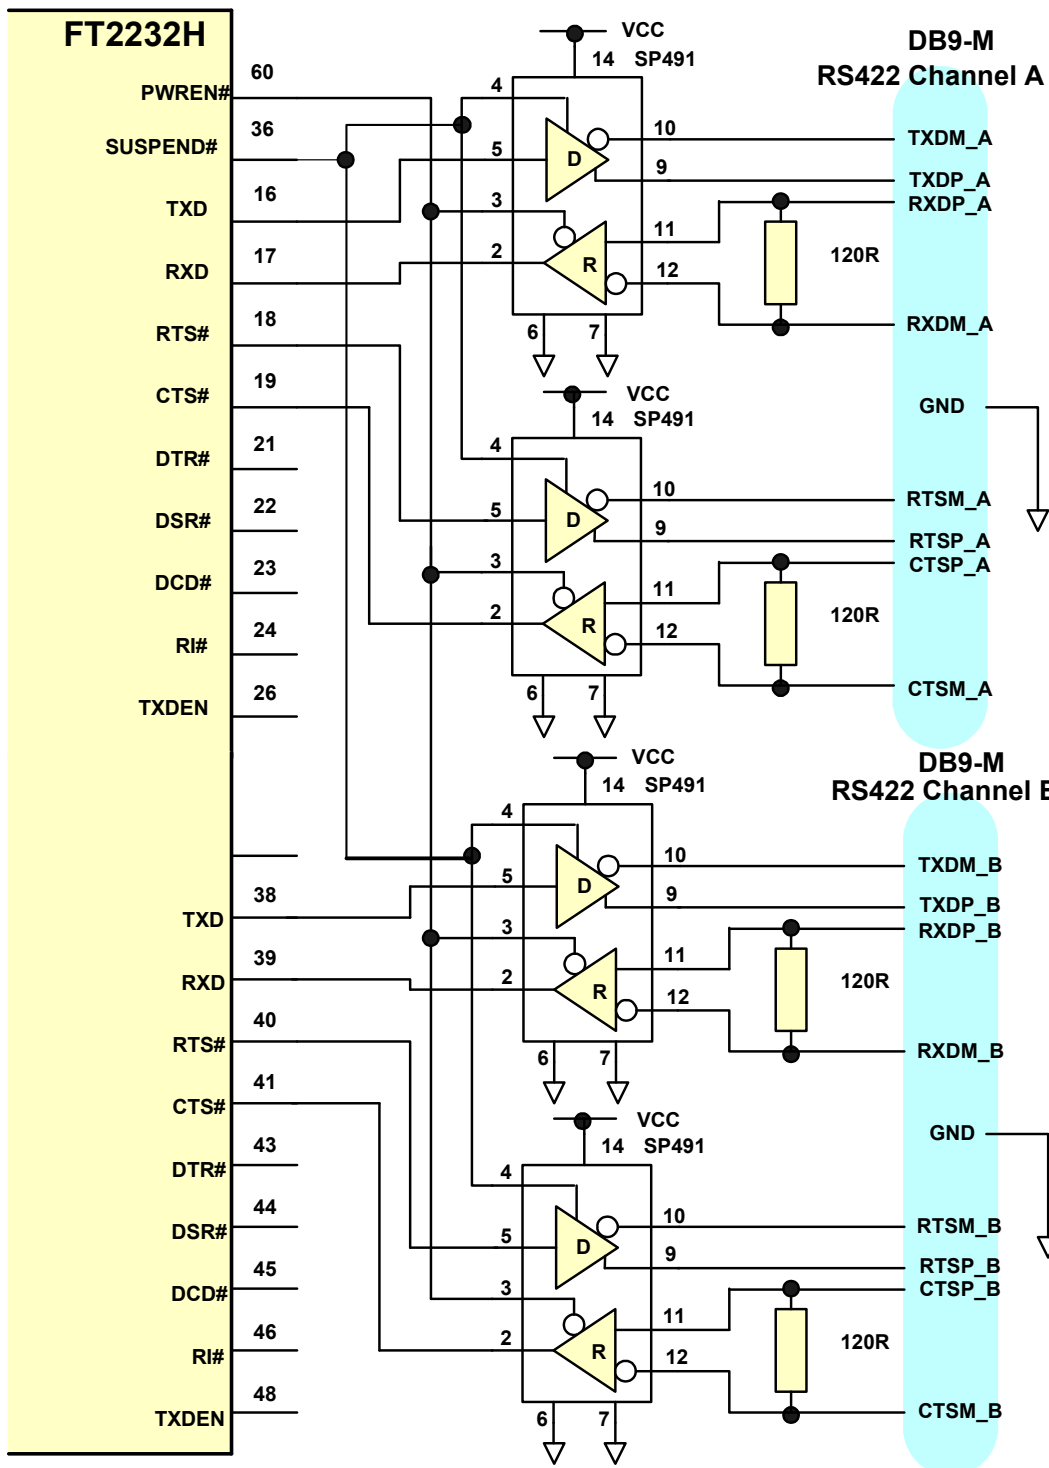 FT2232H
PWREN#
60
SUSPEND#
36
TXD
16
RXD
17
RTS#
18
CTS#
19
DTR#
21
DSR#
22
DCD#
23
RI#
24
TXDEN
26
TXD
38
RXD
39
RTS#
40
CTS#
41
DTR#
43
DSR#
44
DCD#
45
RI#
46
TXDEN
48
VCC
14 SP491
4
5
D
10
9
3
2
R
11
12
6
7
120R
VCC
14 SP491
4
5
D
10
9
3
2
R
11
12
6
7
120R
VCC
14 SP491
4
5
D
10
9
3
2
R
11
12
6
7
120R
VCC
14 SP491
4
5
D
10
9
3
2
R
11
12
6
7
120R
DB9-M
RS422 Channel A
TXDM_A
TXDP_A
RXDP_A
RXDM_A
GND
RTSM_A
RTSP_A
CTSP_A
CTSM_A
DB9-M
RS422 Channel B
TXDM_B
TXDP_B
RXDP_B
RXDM_B
GND
RTSM_B
RTSP_B
CTSP_B
CTSM_B